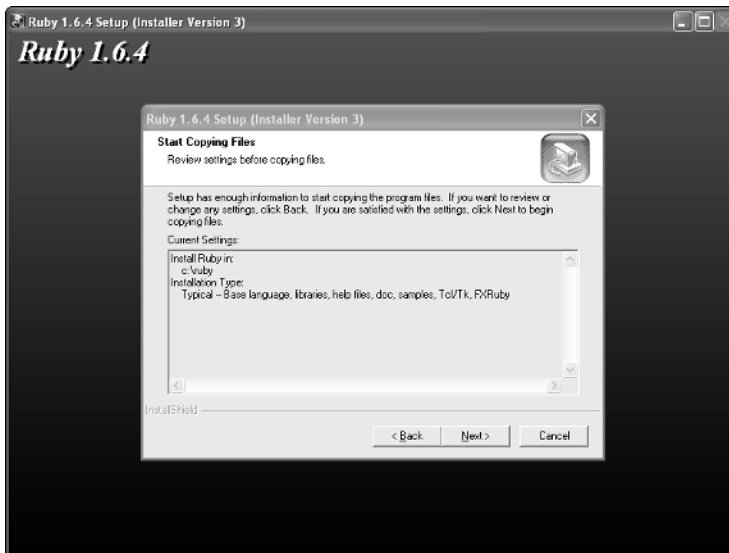 Ruby 1.6.4 Setup (Installer Version 3)
Ruby 1.6.4
Ruby 1.6.4 Setup (Installer Version 3)
Start Copying Files
Review settings before copying files.
Setup has enough information to start copying the program files. If you want to review or
change any settings, click Back. If you are satisfied with the settings, click Next to begin
copying files.
Current Settings:
Install Ruby in:
c:\ruby
Installation Type:
Typical -- Base language, libraries, help files, doc, samples, Tcl/Tk, FXRuby
InstallShield
< Back
Next >
Cancel